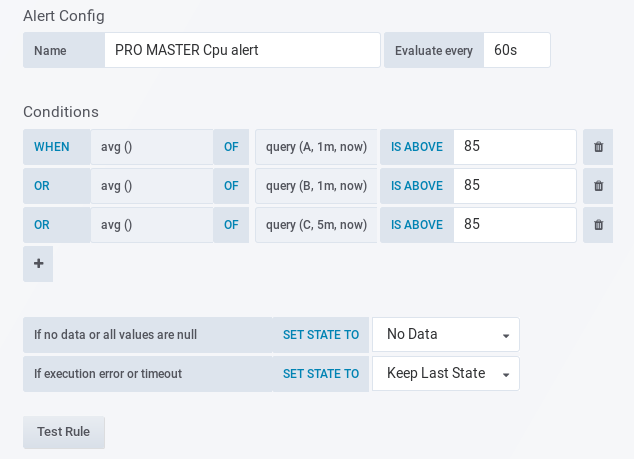 Alert Config
Name PRO MASTER Cpu alert Evaluate every 60s
Conditions
WHEN avg () OF query (A, 1m, now) IS ABOVE 85
OR avg () OF query (B, 1m, now) IS ABOVE 85
OR avg () OF query (C, 5m, now) IS ABOVE 85
+
If no data or all values are null SET STATE TO No Data
If execution error or timeout SET STATE TO Keep Last State
Test Rule